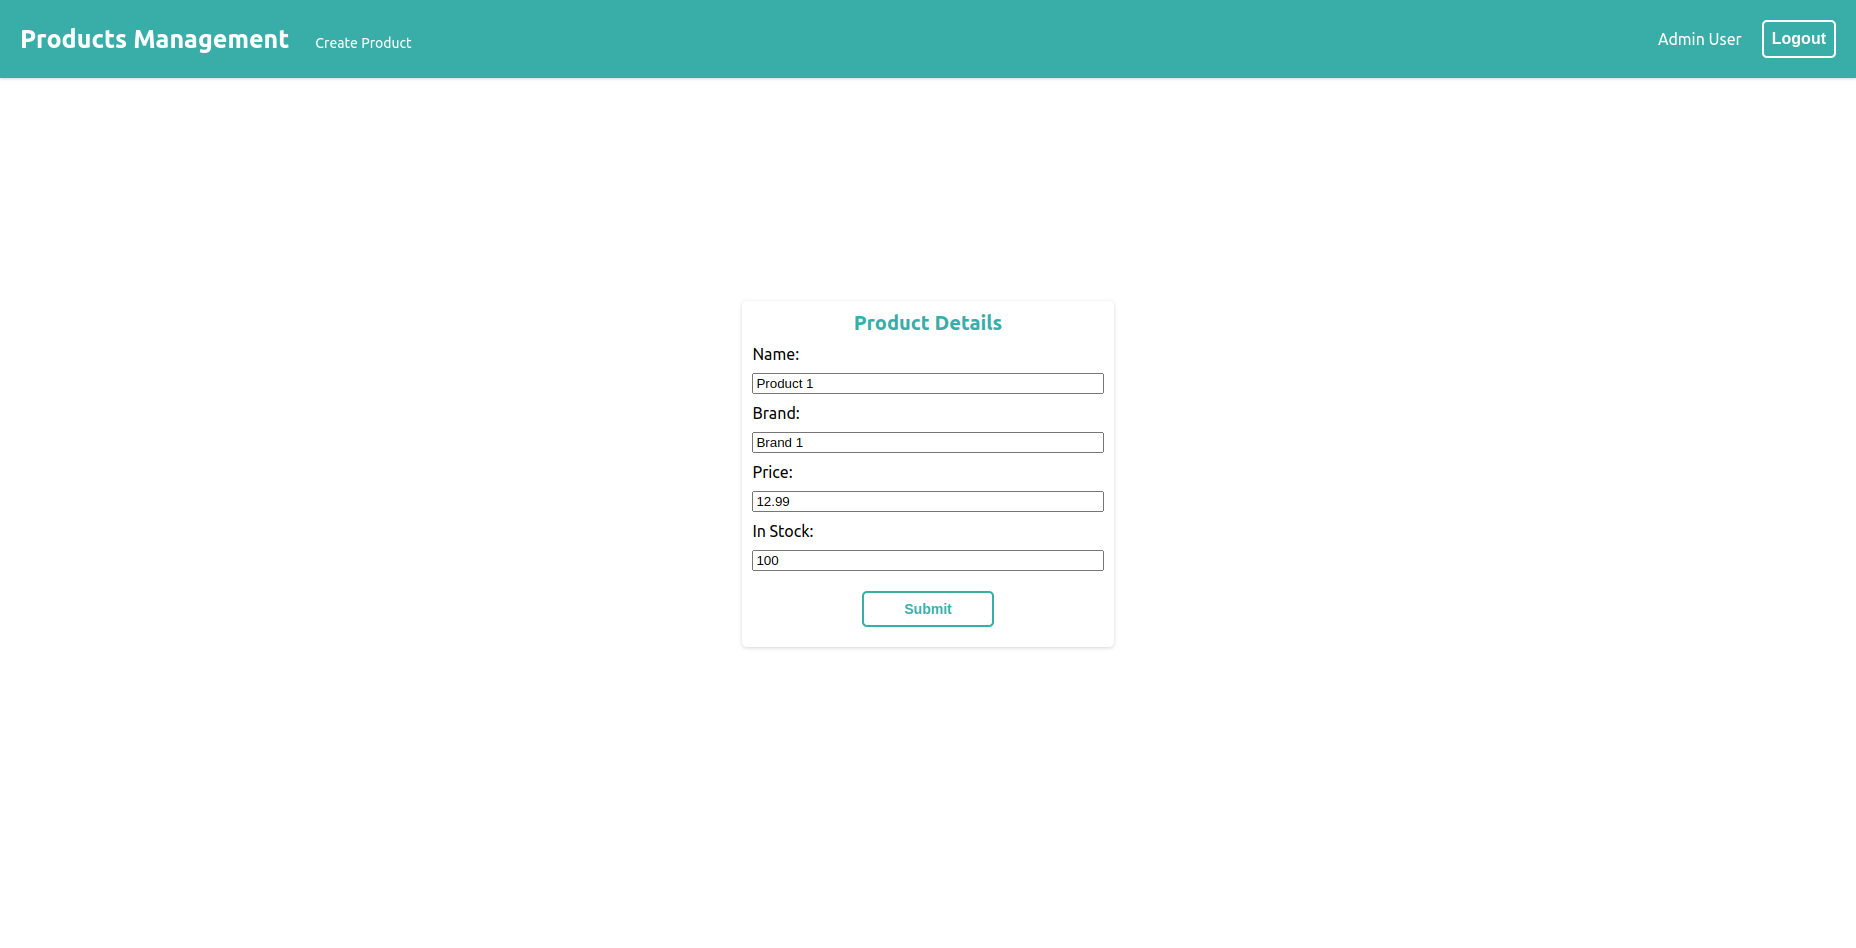 Products Management Create Product Admin User Logout
Product Details
Name:
Product 1
Brand:
Brand 1
Price:
12.99
In Stock:
100
Submit